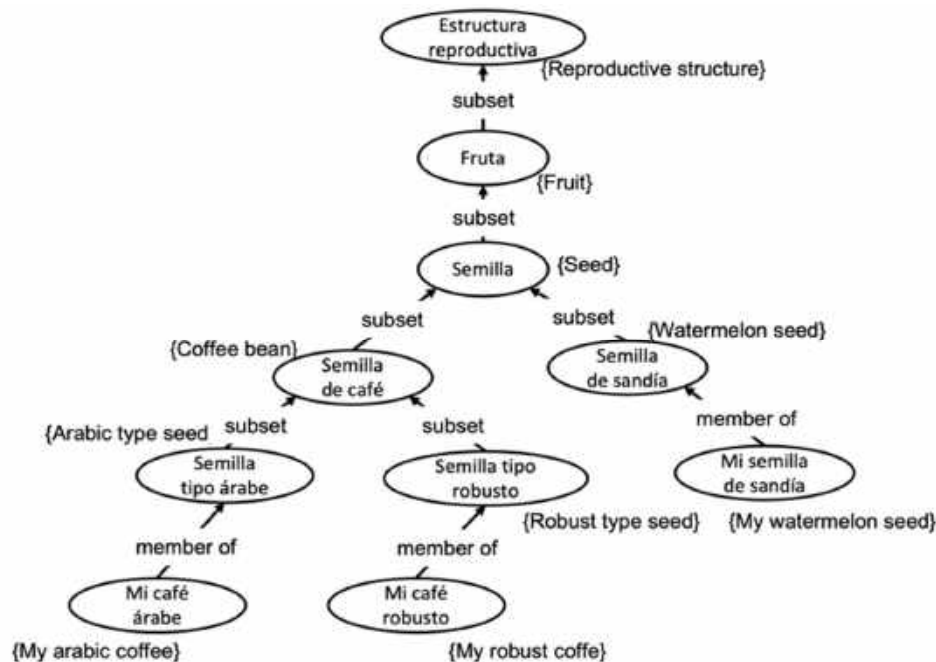 Estructura
reproductiva
{Reproductive structure}
subset
Fruta
{Fruit}
subset
Semilla
{Seed}
subset
subset
{Coffee bean}
{Watermelon seed}
Semilla
de café
Semilla
de sandía
{Arabic type seed
subset
subset
member of
Semilla
tipo árabe
Semilla tipo
robusto
Mi semilla
de sandía
{Robust type seed}
{My watermelon seed}
member of
member of
Mi café
árabe
Mi café
robusto
{My arabic coffee}
{My robust coffe}